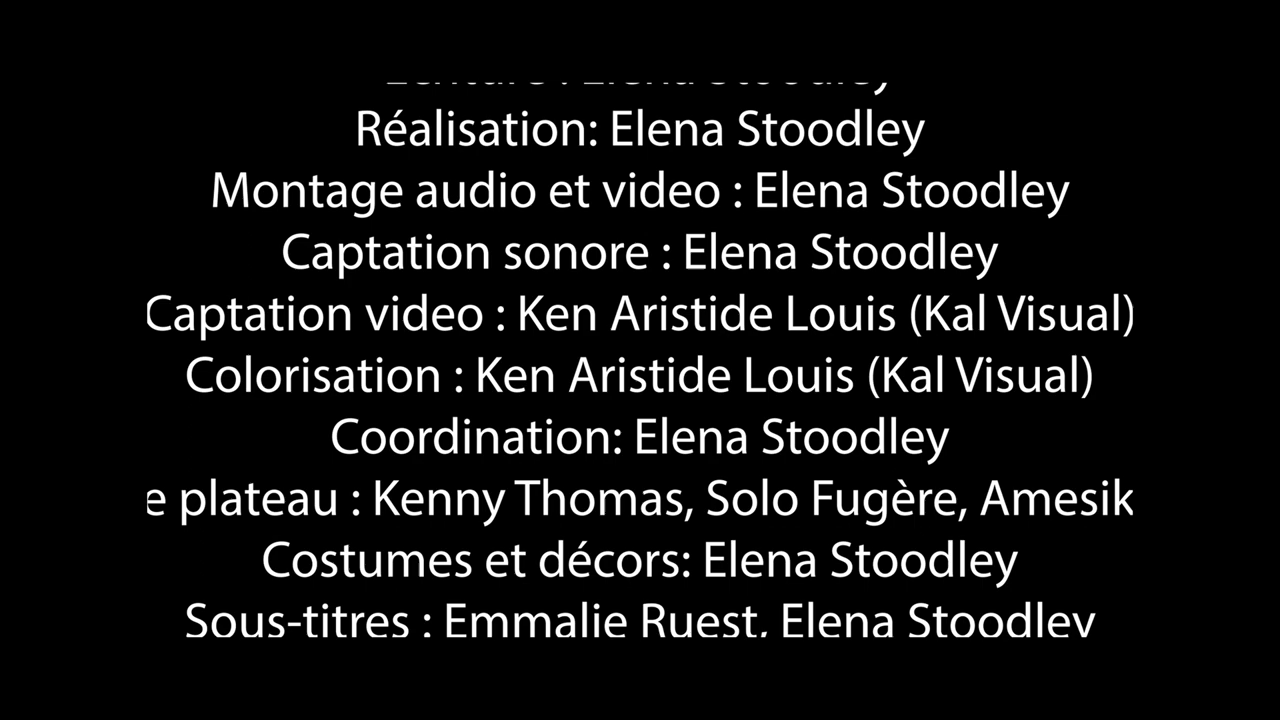 Elena Stoodley
Réalisation: Elena Stoodley
Montage audio et video : Elena Stoodley
Captation sonore : Elena Stoodley
Captation video : Ken Aristide Louis (Kal Visual)
Colorisation : Ken Aristide Louis (Kal Visual)
Coordination: Elena Stoodley
e plateau : Kenny Thomas, Solo Fugère, Amesik
Costumes et décors: Elena Stoodley
Sous-titres : Emmalie Ruest, Elena Stoodley